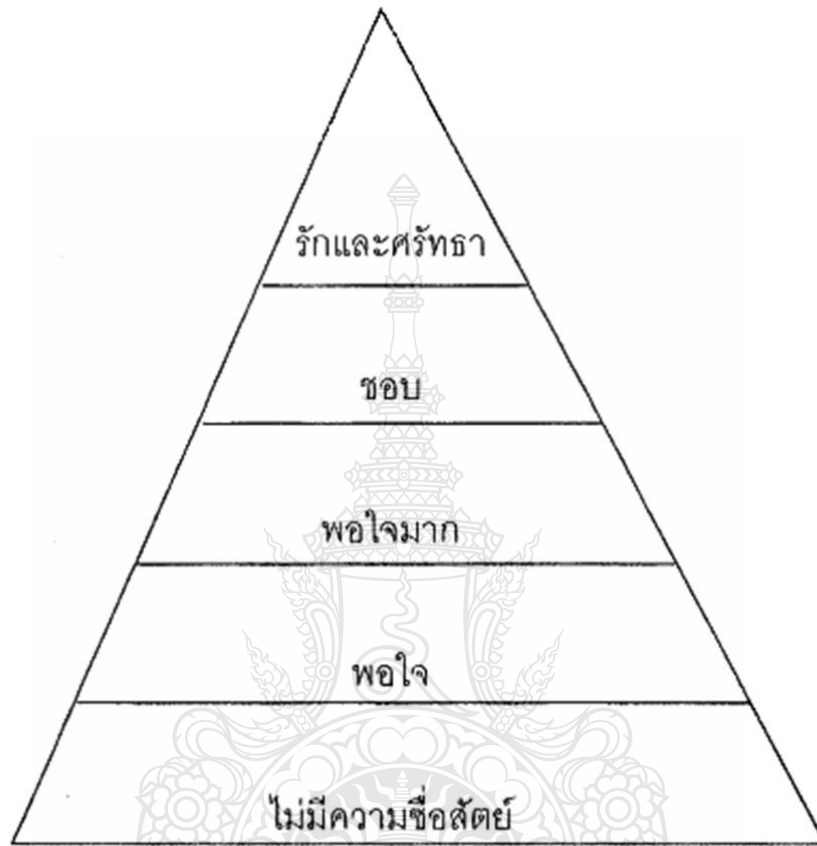 รักและศรัทธา
ชอบ
พอใจมาก
พอใจ
ไม่มีความซื่อสัตย์